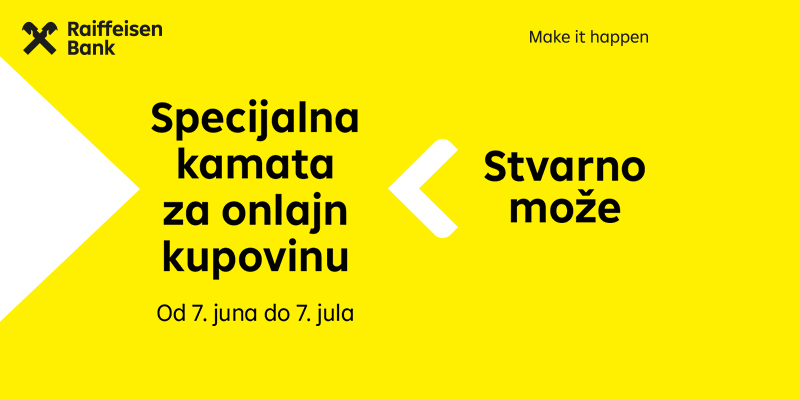 Raiffeisen
Bank
Make it happen
Specijalna
kamata
za onlajn
kupovinu
Od 7. juna do 7. jula
Stvarno
može